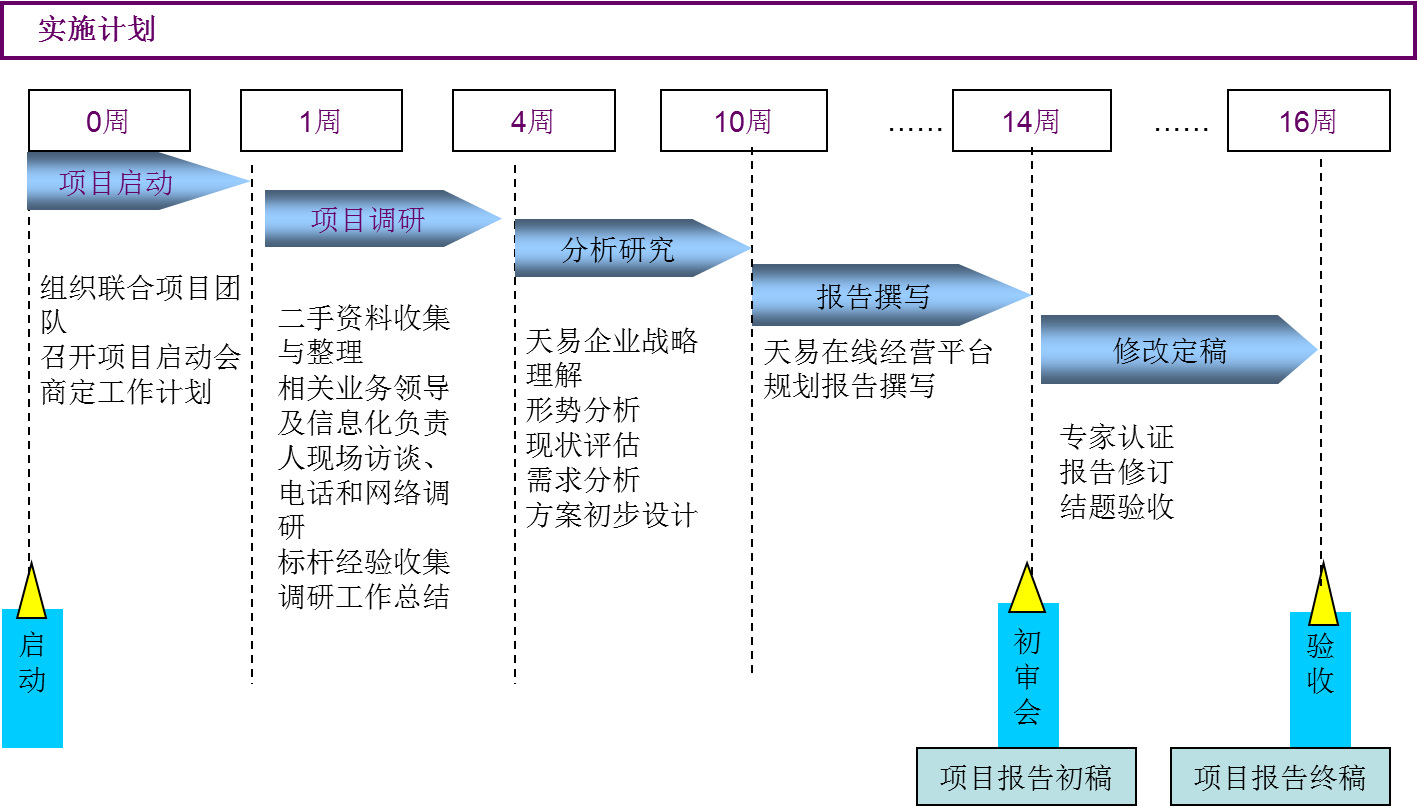 实施计划
0周
1周
4周
10周
……
14周
……
16周
项目启动
项目调研
分析研究
报告撰写
修改定稿
组织联合项目团
队
召开项目启动会
商定工作计划
二手资料收集
与整理
相关业务领导
及信息化负责
人现场访谈、
电话和网络调
研
标杆经验收集
调研工作总结
天易企业战略
理解
形势分析
现状评估
需求分析
方案初步设计
天易在线经营平台
规划报告撰写
专家认证
报告修订
结题验收
启
动
初
审
会
验
收
项目报告初稿
项目报告终稿